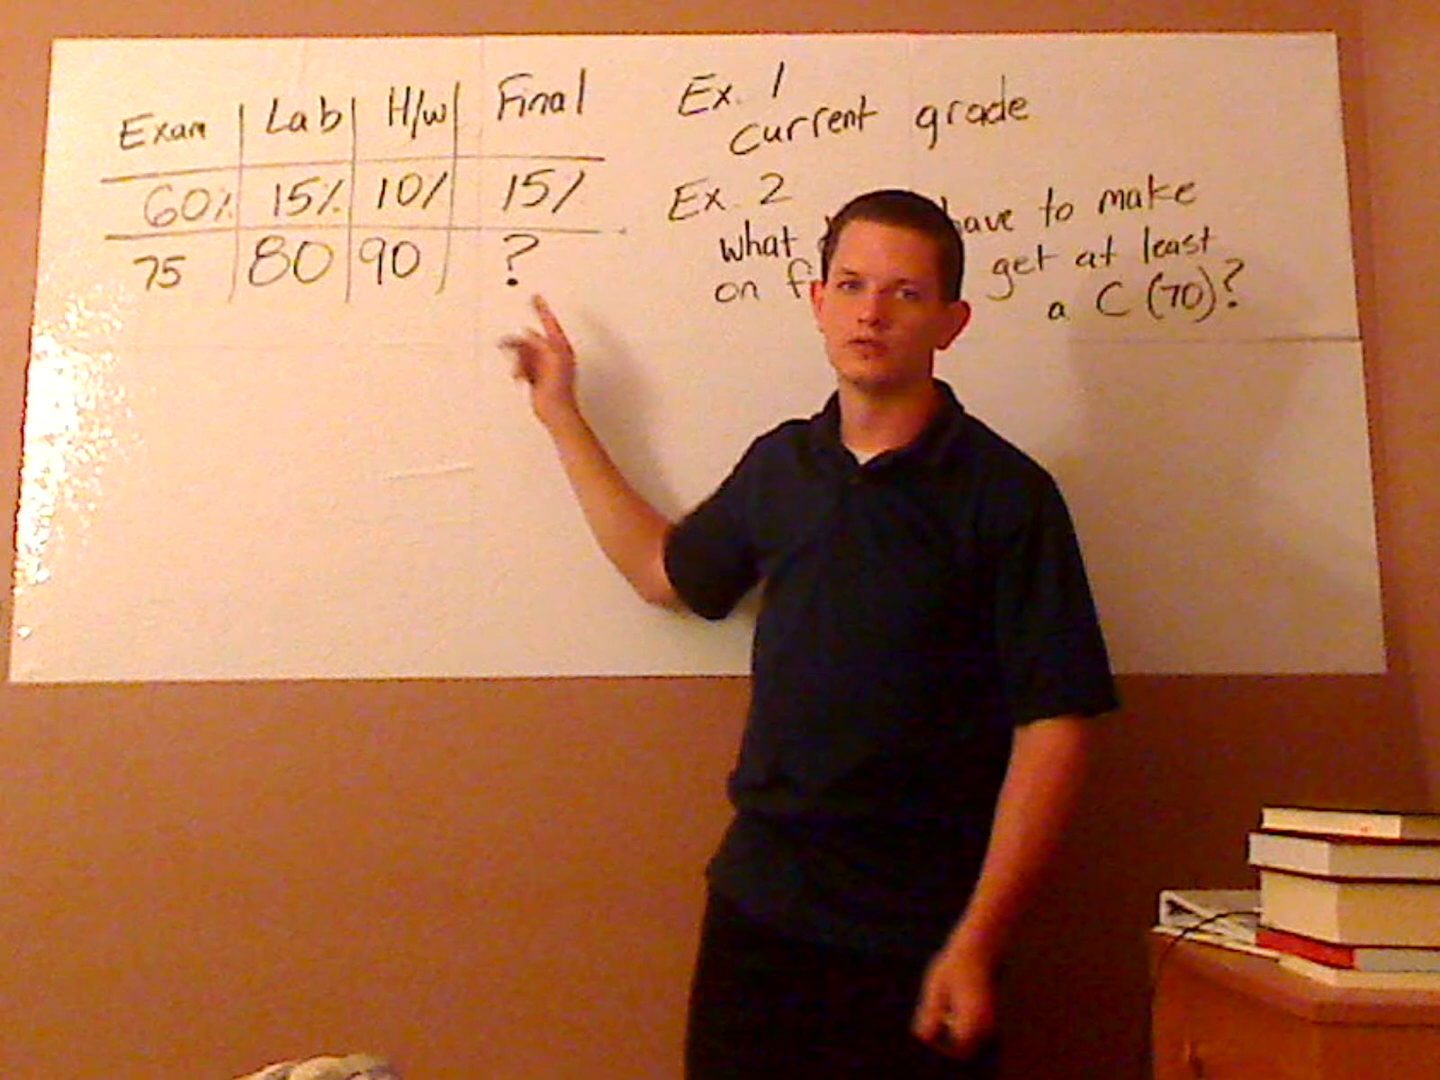 Exam Lab H/w Final
60% 15% 10% 15%
75 80 90 ?
Ex. 1
current grade
Ex. 2
what have to make
on get at least
a C (70)?